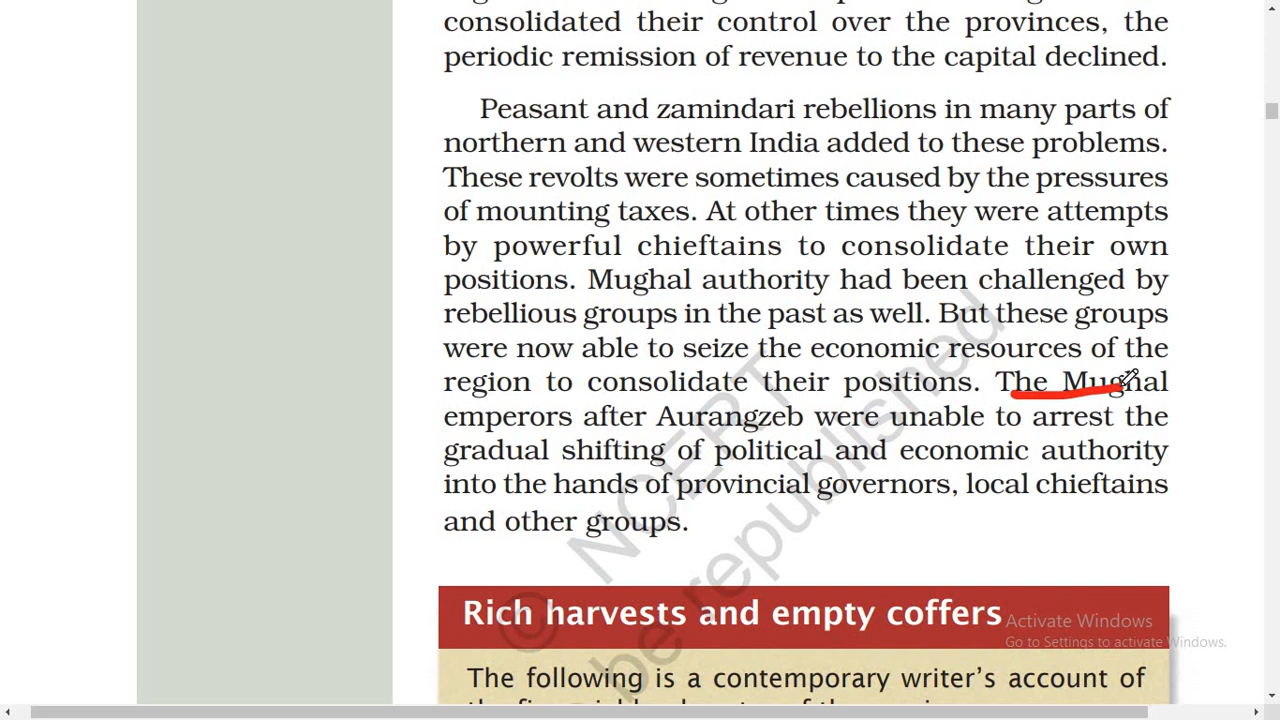 consolidated their control over the provinces, the
periodic remission of revenue to the capital declined.
Peasant and zamindari rebellions in many parts of
northern and western India added to these problems.
These revolts were sometimes caused by the pressures
of mounting taxes. At other times they were attempts
by powerful chieftains to consolidate their own
positions. Mughal authority had been challenged by
rebellious groups in the past as well. But these groups
were now able to seize the economic resources of the
region to consolidate their positions. The Mughal
emperors after Aurangzeb were unable to arrest the
gradual shifting of political and economic authority
into the hands of provincial governors, local chieftains
and other groups.
© NCERT
be republished
Rich harvests and empty coffers
Activate Windows
Go to Settings to activate Windows.
The following is a contemporary writer's account of